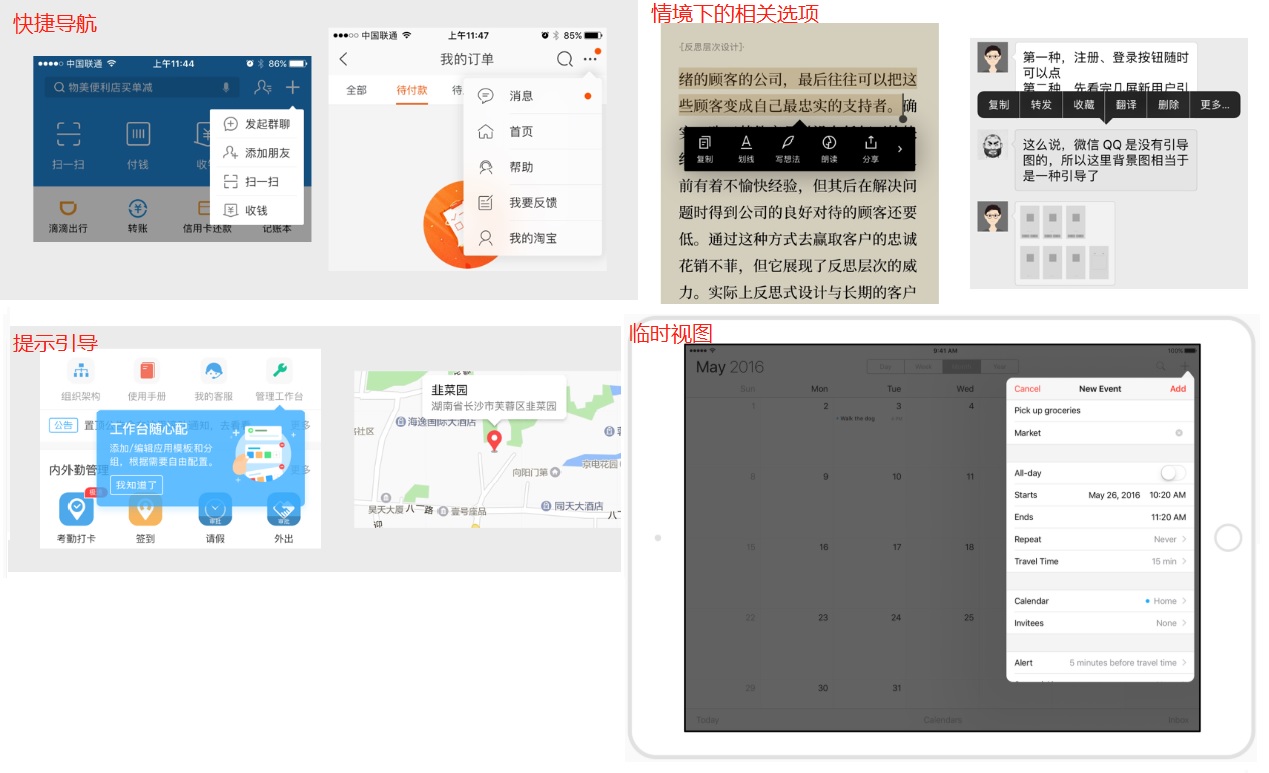 快捷导航
中国联通
上午11:44
86%
物美便利店买单减
扫一扫
付钱
发起群聊
添加朋友
扫一扫
收钱
滴滴出行
转账
信用卡还款
记账本
中国联通
上午11:47
85%
我的订单
全部
待付款
消息
首页
帮助
我要反馈
我的淘宝
情境下的相关选项
{反思层次设计}
绪的顾客的公司，最后往往可以把这
些顾客变成自己最忠实的支持者。确
复制
划线
写想法
朗读
分享
前有着不愉快经验，但其后在解决问
题时得到公司的良好对待的顾客还要
低。通过这种方式去赢取客户的忠诚
花销不菲，但它展现了反思层次的威
力。实际上反思式设计与长期的客户
第一种，注册、登录按钮随时
可以点
第二种，先看完几屏新用户引
复制
转发
收藏
翻译
删除
更多...
这么说，微信 QQ 是没有引导
图的，所以这里背景图相当于
是一种引导了
提示引导
组织架构
使用手册
我的客服
管理工作台
公告
工作台随心配
添加/编辑应用模板和分
组，根据需要自由配置。
我知道了
内外勤管理
更多
考勤打卡
签到
请假
外出
韭菜园
湖南省长沙市芙蓉区韭菜园
海逸国际大酒店
向阳门第
京电花园
昊天大厦
八一路
壹号座品
同天大酒店
临时视图
9:41 AM
100%
May 2016
Day
Week
Month
Year
Sun
Mon
Tue
Wed
1
2
3
4
Walk the dog
8
9
10
11
15
16
17
18
22
23
24
25
29
30
31
Today
Calendars
Inbox
Cancel
New Event
Add
Pick up groceries
Market
All-day
Starts
May 26, 2016
10:20 AM
Ends
11:20 AM
Repeat
Never
Travel Time
15 min
Calendar
Home
Invitees
None
Alert
5 minutes before travel time